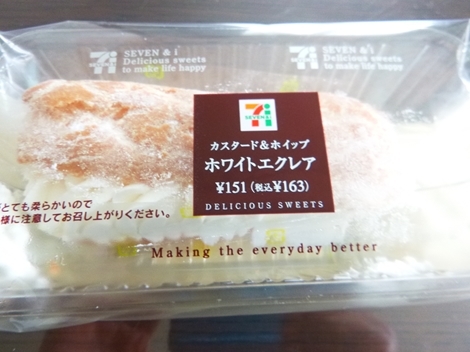 SEVEN & i
Delicious sweets
to make life happy
SEVEN & i
Delicious sweets
to make life happy
カスタード&ホイップ
ホワイトエクレア
¥151(税込¥163)
DELICIOUS SWEETS
とても柔らかいので
様に注意してお召し上がりください。
Making the everyday better